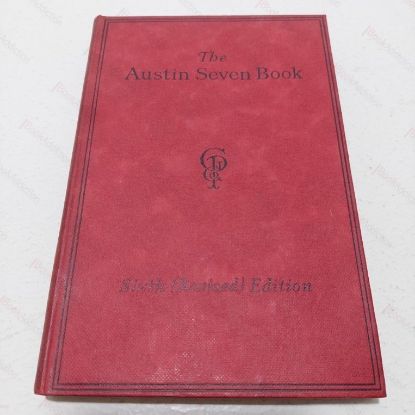 The
Austin Seven Book
Sixth (Revised) Edition